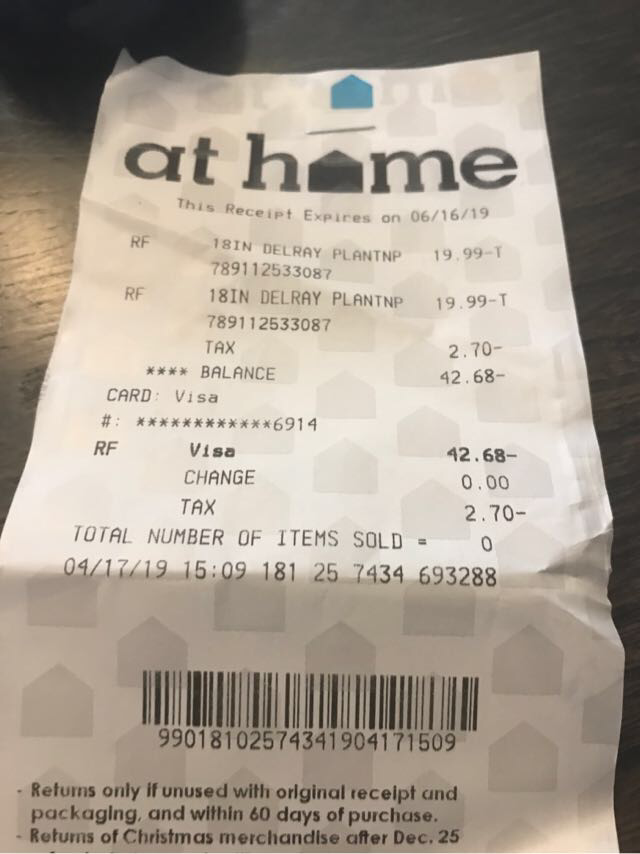 at home
This Receipt Expires on 06/16/19
RF 18IN DELRAY PLANTNP 19.99-T
789112533087
RF 18IN DELRAY PLANTNP 19.99-T
789112533087
TAX 2.70-
**** BALANCE 42.68-
CARD: Visa
#: ************6914
RF Visa 42.68-
CHANGE 0.00
TAX 2.70-
TOTAL NUMBER OF ITEMS SOLD = 0
04/17/19 15:09 181 25 7434 693288
99018102574341904171509
- Returns only if unused with original receipt and
packaging, and within 60 days of purchase.
- Returns of Christmas merchandise after Dec. 25